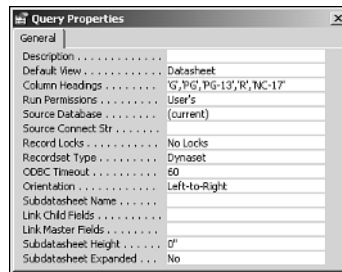 Query Properties
General
Description . . . . . . . . . . . . .
Default View . . . . . . . . . . . . Datasheet
Column Headings . . . . . . . . 'G','PG','PG-13','R','NC-17'
Run Permissions . . . . . . . . . User's
Source Database . . . . . . . . (current)
Source Connect Str . . . . . . .
Record Locks . . . . . . . . . . . No Locks
Recordset Type . . . . . . . . . Dynaset
ODBC Timeout . . . . . . . . . . 60
Orientation . . . . . . . . . . . . Left-to-Right
Subdatasheet Name . . . . . .
Link Child Fields . . . . . . . . . .
Link Master Fields . . . . . . . .
Subdatasheet Height . . . . . . 0"
Subdatasheet Expanded . . . No